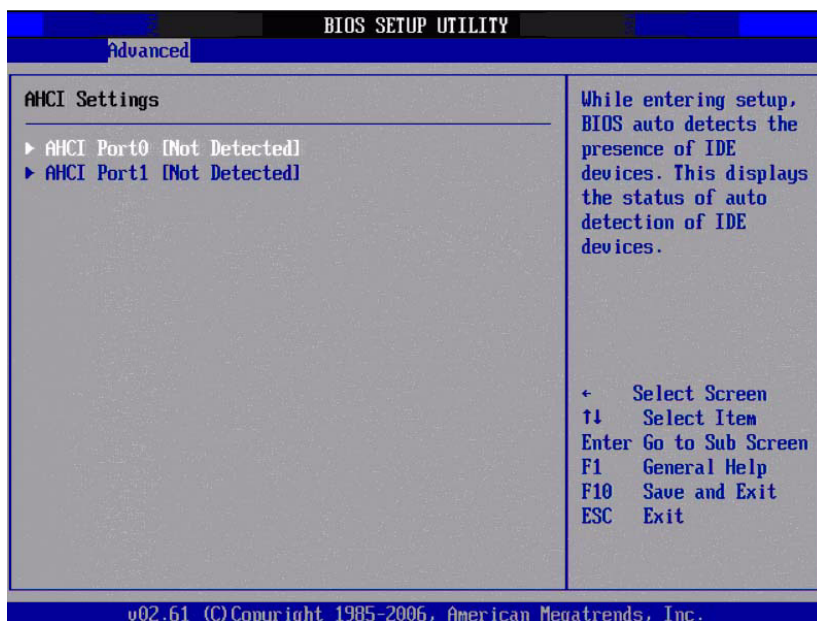 BIOS SETUP UTILITY
Advanced
AHCI Settings
▶ AHCI Port0 [Not Detected]
▶ AHCI Port1 [Not Detected]
While entering setup,
BIOS auto detects the
presence of IDE
devices. This displays
the status of auto
detection of IDE
devices.
← Select Screen
↑↓ Select Item
Enter Go to Sub Screen
F1 General Help
F10 Save and Exit
ESC Exit
v02.61 (C)Copyright 1985-2006, American Megatrends, Inc.